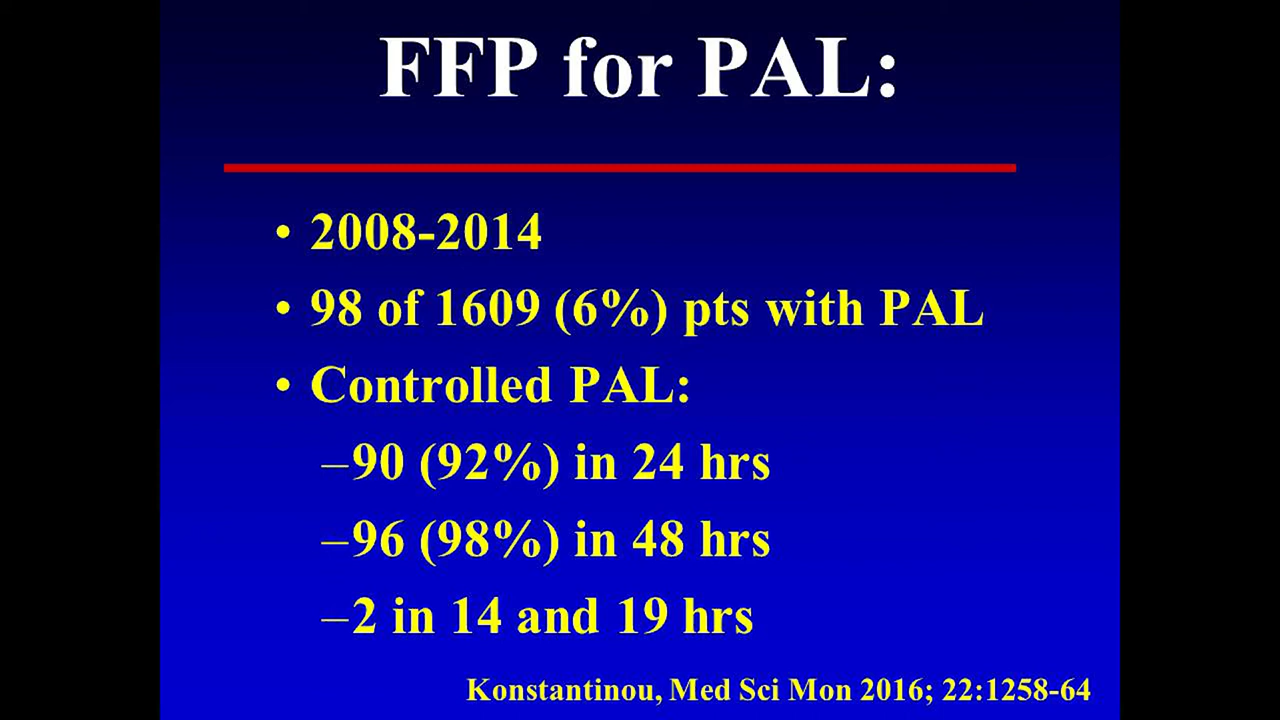 FFP for PAL:
• 2008-2014
• 98 of 1609 (6%) pts with PAL
• Controlled PAL:
–90 (92%) in 24 hrs
–96 (98%) in 48 hrs
–2 in 14 and 19 hrs
Konstantinou, Med Sci Mon 2016; 22:1258-64